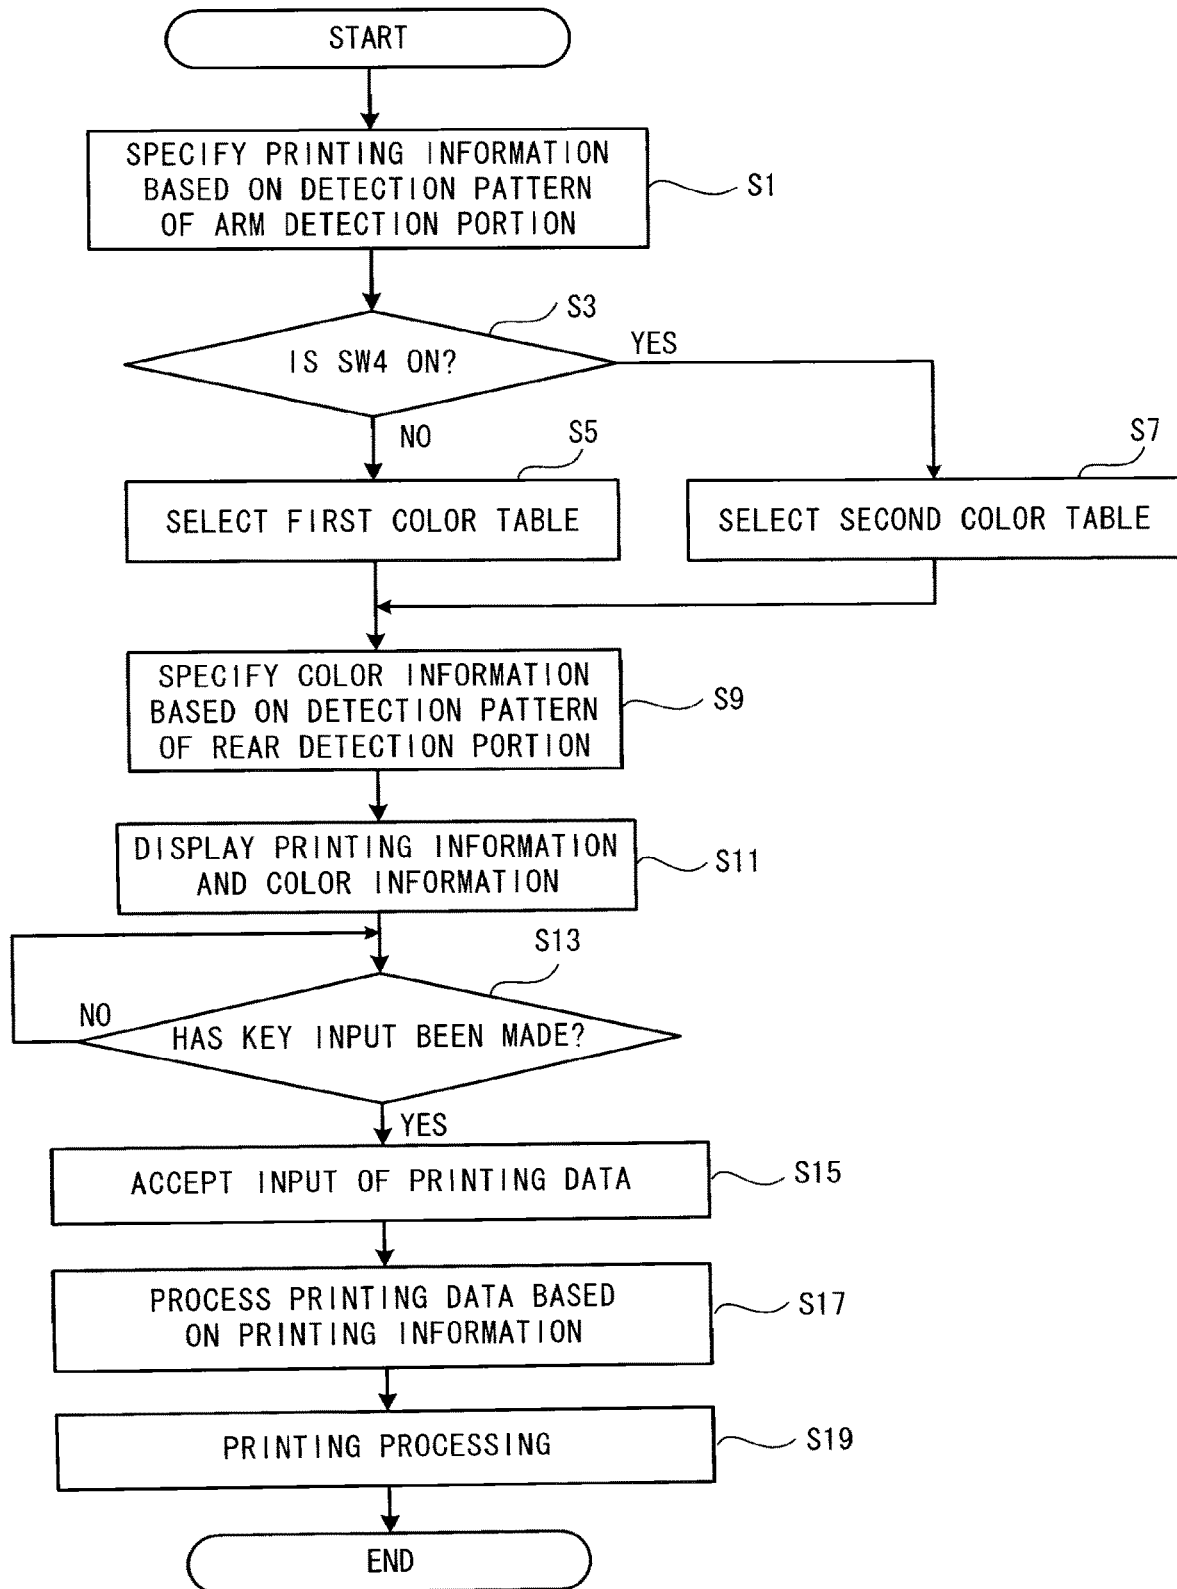 START
SPECIFY PRINTING INFORMATION
BASED ON DETECTION PATTERN
OF ARM DETECTION PORTION
S1
S3
IS SW4 ON?
YES
NO
S5
S7
SELECT FIRST COLOR TABLE
SELECT SECOND COLOR TABLE
SPECIFY COLOR INFORMATION
BASED ON DETECTION PATTERN
OF REAR DETECTION PORTION
S9
DISPLAY PRINTING INFORMATION
AND COLOR INFORMATION
S11
S13
NO
HAS KEY INPUT BEEN MADE?
YES
ACCEPT INPUT OF PRINTING DATA
S15
PROCESS PRINTING DATA BASED
ON PRINTING INFORMATION
S17
PRINTING PROCESSING
S19
END